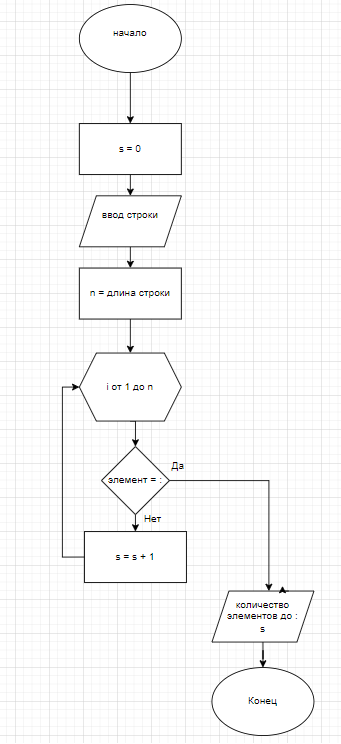 начало
s = 0
ввод строки
n = длина строки
i от 1 до n
элемент = :
Да
Нет
s = s + 1
количество
элементов до :
s
Конец